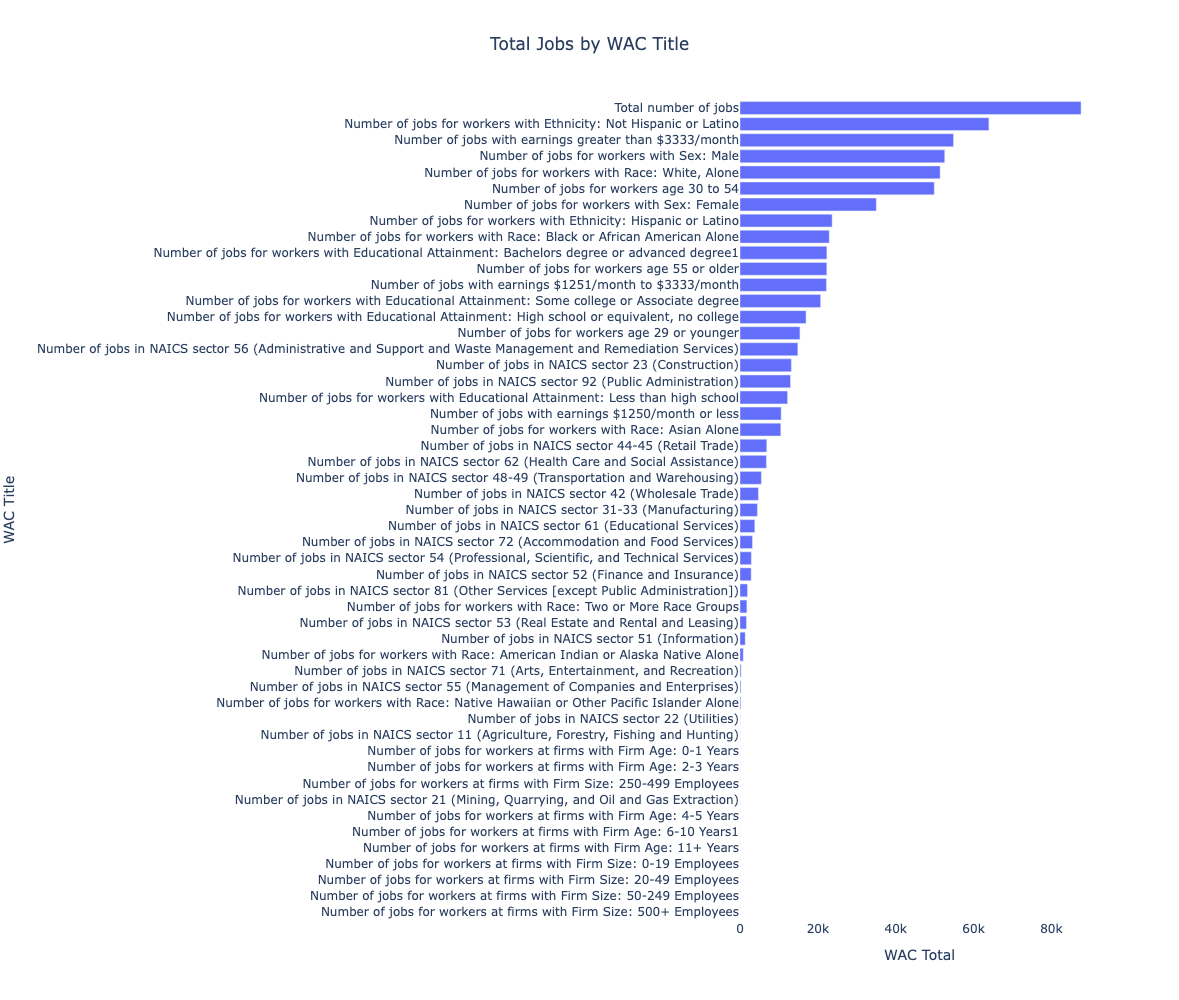 Total Jobs by WAC Title
Total number of jobs
Number of jobs for workers with Ethnicity: Not Hispanic or Latino
Number of jobs with earnings greater than $3333/month
Number of jobs for workers with Sex: Male
Number of jobs for workers with Race: White, Alone
Number of jobs for workers age 30 to 54
Number of jobs for workers with Sex: Female
Number of jobs for workers with Ethnicity: Hispanic or Latino
Number of jobs for workers with Race: Black or African American Alone
Number of jobs for workers with Educational Attainment: Bachelors degree or advanced degree1
Number of jobs for workers age 55 or older
Number of jobs with earnings $1251/month to $3333/month
Number of jobs for workers with Educational Attainment: Some college or Associate degree
Number of jobs for workers with Educational Attainment: High school or equivalent, no college
Number of jobs for workers age 29 or younger
Number of jobs in NAICS sector 56 (Administrative and Support and Waste Management and Remediation Services)
Number of jobs in NAICS sector 23 (Construction)
Number of jobs in NAICS sector 92 (Public Administration)
Number of jobs for workers with Educational Attainment: Less than high school
Number of jobs with earnings $1250/month or less
Number of jobs for workers with Race: Asian Alone
Number of jobs in NAICS sector 44-45 (Retail Trade)
Number of jobs in NAICS sector 62 (Health Care and Social Assistance)
Number of jobs in NAICS sector 48-49 (Transportation and Warehousing)
Number of jobs in NAICS sector 42 (Wholesale Trade)
Number of jobs in NAICS sector 31-33 (Manufacturing)
Number of jobs in NAICS sector 61 (Educational Services)
Number of jobs in NAICS sector 72 (Accommodation and Food Services)
Number of jobs in NAICS sector 54 (Professional, Scientific, and Technical Services)
Number of jobs in NAICS sector 52 (Finance and Insurance)
Number of jobs in NAICS sector 81 (Other Services [except Public Administration])
Number of jobs for workers with Race: Two or More Race Groups
Number of jobs in NAICS sector 53 (Real Estate and Rental and Leasing)
Number of jobs in NAICS sector 51 (Information)
Number of jobs for workers with Race: American Indian or Alaska Native Alone
Number of jobs in NAICS sector 71 (Arts, Entertainment, and Recreation)
Number of jobs in NAICS sector 55 (Management of Companies and Enterprises)
Number of jobs for workers with Race: Native Hawaiian or Other Pacific Islander Alone
Number of jobs in NAICS sector 22 (Utilities)
Number of jobs in NAICS sector 11 (Agriculture, Forestry, Fishing and Hunting)
Number of jobs for workers at firms with Firm Age: 0-1 Years
Number of jobs for workers at firms with Firm Age: 2-3 Years
Number of jobs for workers at firms with Firm Size: 250-499 Employees
Number of jobs in NAICS sector 21 (Mining, Quarrying, and Oil and Gas Extraction)
Number of jobs for workers at firms with Firm Age: 4-5 Years
Number of jobs for workers at firms with Firm Age: 6-10 Years1
Number of jobs for workers at firms with Firm Age: 11+ Years
Number of jobs for workers at firms with Firm Size: 0-19 Employees
Number of jobs for workers at firms with Firm Size: 20-49 Employees
Number of jobs for workers at firms with Firm Size: 50-249 Employees
Number of jobs for workers at firms with Firm Size: 500+ Employees
WAC Title
0 20k 40k 60k 80k
WAC Total